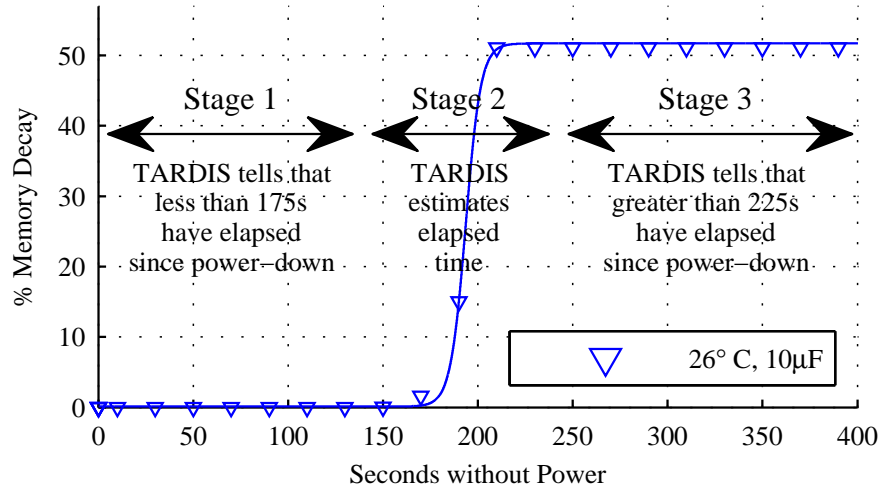 50
40
30
20
10
0
% Memory Decay
Stage 1
TARDIS tells that
less than 175s
have elapsed
since power−down
Stage 2
TARDIS
estimates
elapsed
time
Stage 3
TARDIS tells that
greater than 225s
have elapsed
since power−down
26° C, 10µF
0 50 100 150 200 250 300 350 400
Seconds without Power